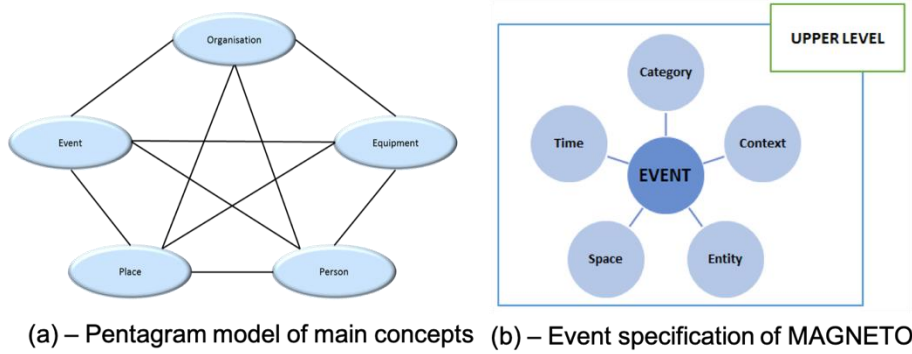 Organisation
Event
Equipment
Place
Person
UPPER LEVEL
Category
Time
Context
EVENT
Space
Entity
(a) – Pentagram model of main concepts
(b) – Event specification of MAGNETO